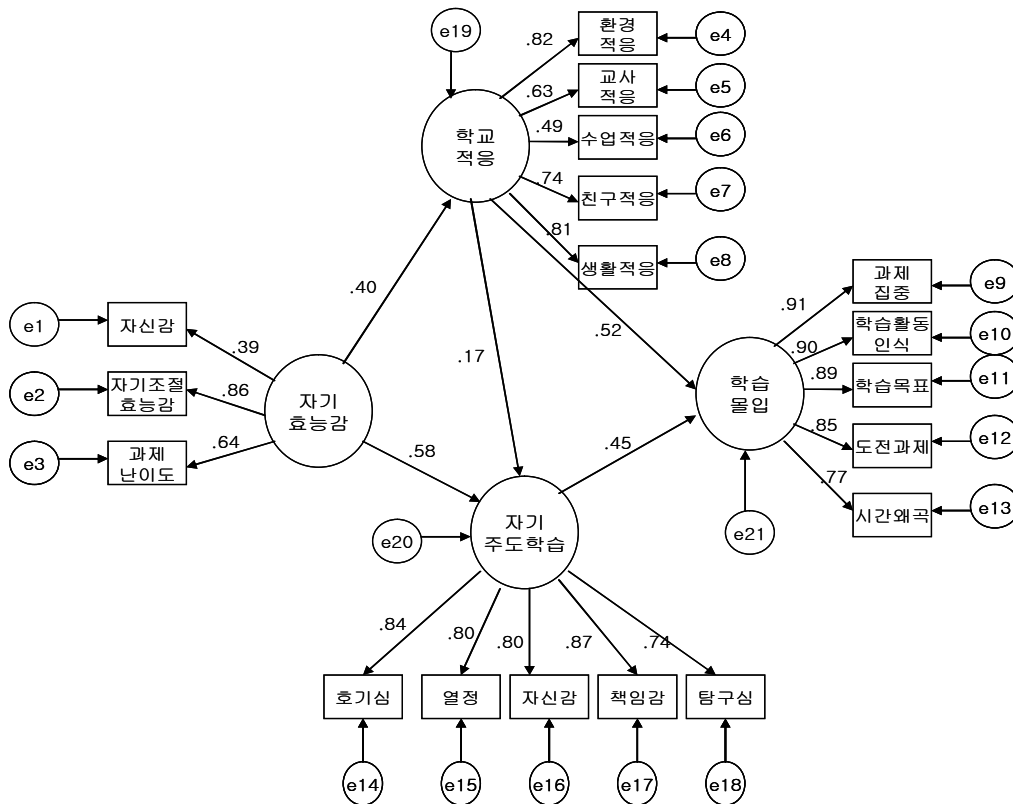 e19
.82
환경
적응
e4
.63
교사
적응
e5
학교
적응
.49
수업적응
e6
.74
친구적응
e7
.81
생활적응
e8
.40
.17
.52
e1
자신감
.39
e2
자기조절
효능감
.86
e3
과제
난이도
.64
자기
효능감
.58
.91
과제
집중
e9
.90
학습활동
인식
e10
학습
몰입
.89
학습목표
e11
.85
도전과제
e12
.77
시간왜곡
e13
.45
e20
자기
주도학습
e21
.84
.80
.80
.87
.74
호기심
열정
자신감
책임감
탐구심
e14
e15
e16
e17
e18